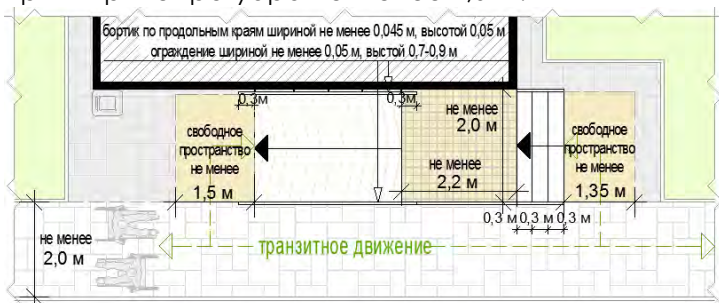 бортик по продольным краям шириной не менее 0,045 м, высотой 0,05 м
ограждение шириной не менее 0,05 м, выстой 0,7-0,9 м
0,3м
0,3м
не менее
2,0 м
свободное
пространство
не менее
1,5 м
не менее
2,2 м
свободное
пространство
не менее
1,35 м
0,3 м
0,3 м
0,3 м
не менее
2,0 м
транзитное движение